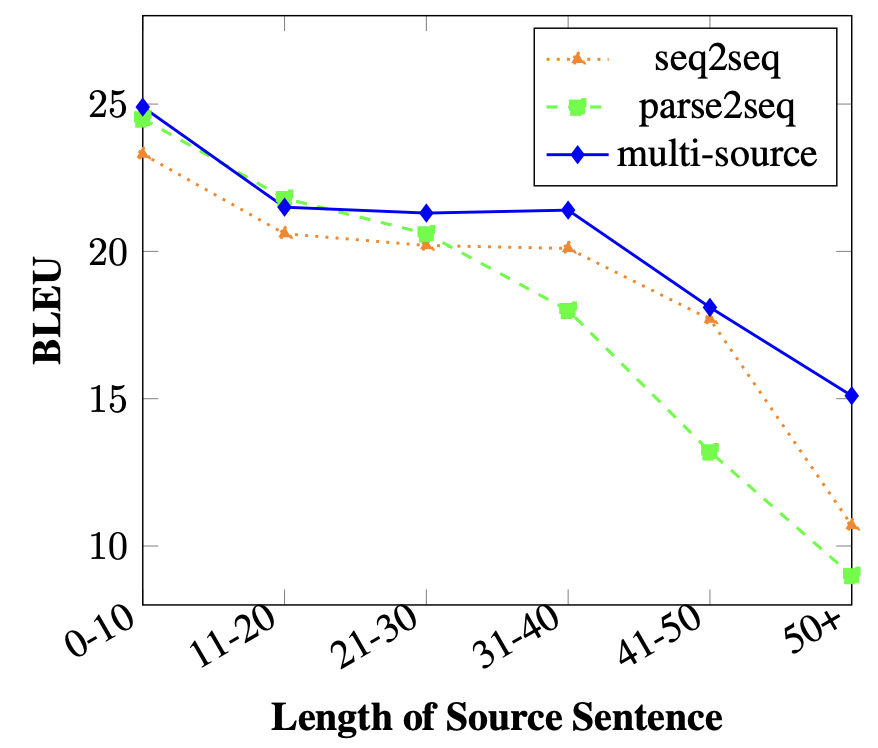 seq2seq
parse2seq
multi-source
25
20
15
10
BLEU
0-10
11-20
21-30
31-40
41-50
50+
Length of Source Sentence